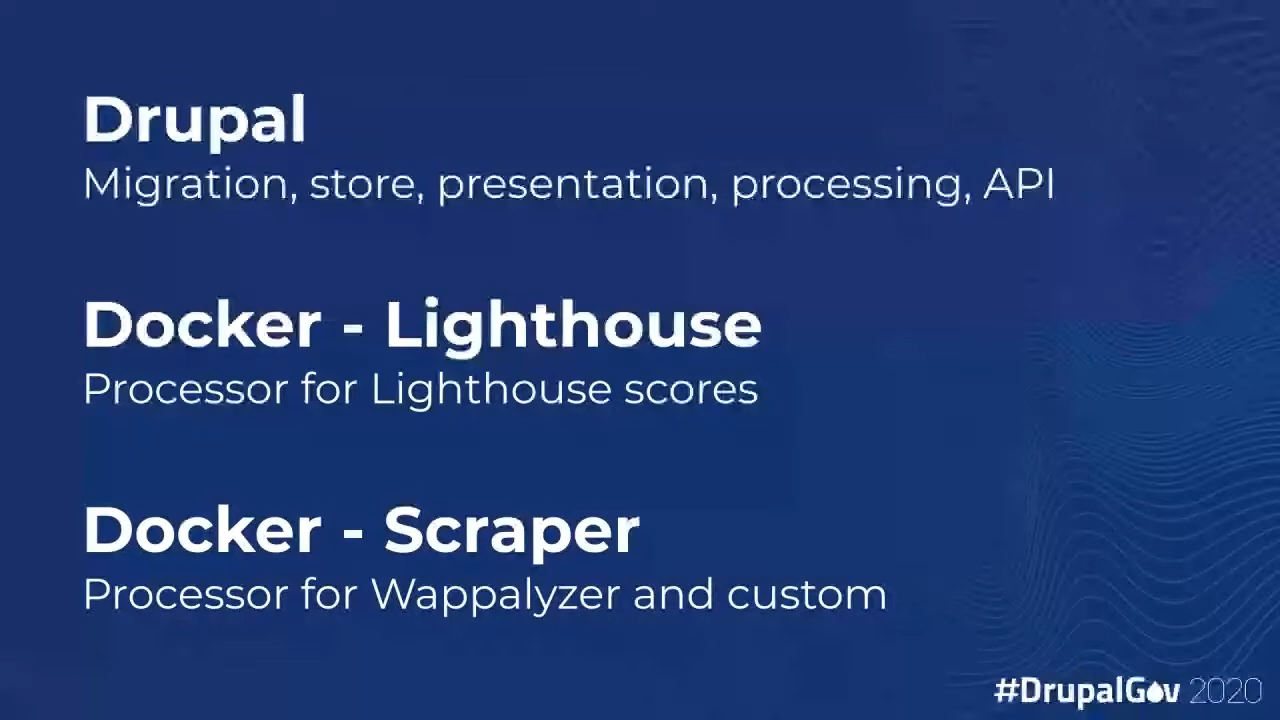 Drupal
Migration, store, presentation, processing, API
Docker - Lighthouse
Processor for Lighthouse scores
Docker - Scraper
Processor for Wappalyzer and custom
#DrupalGov 2020